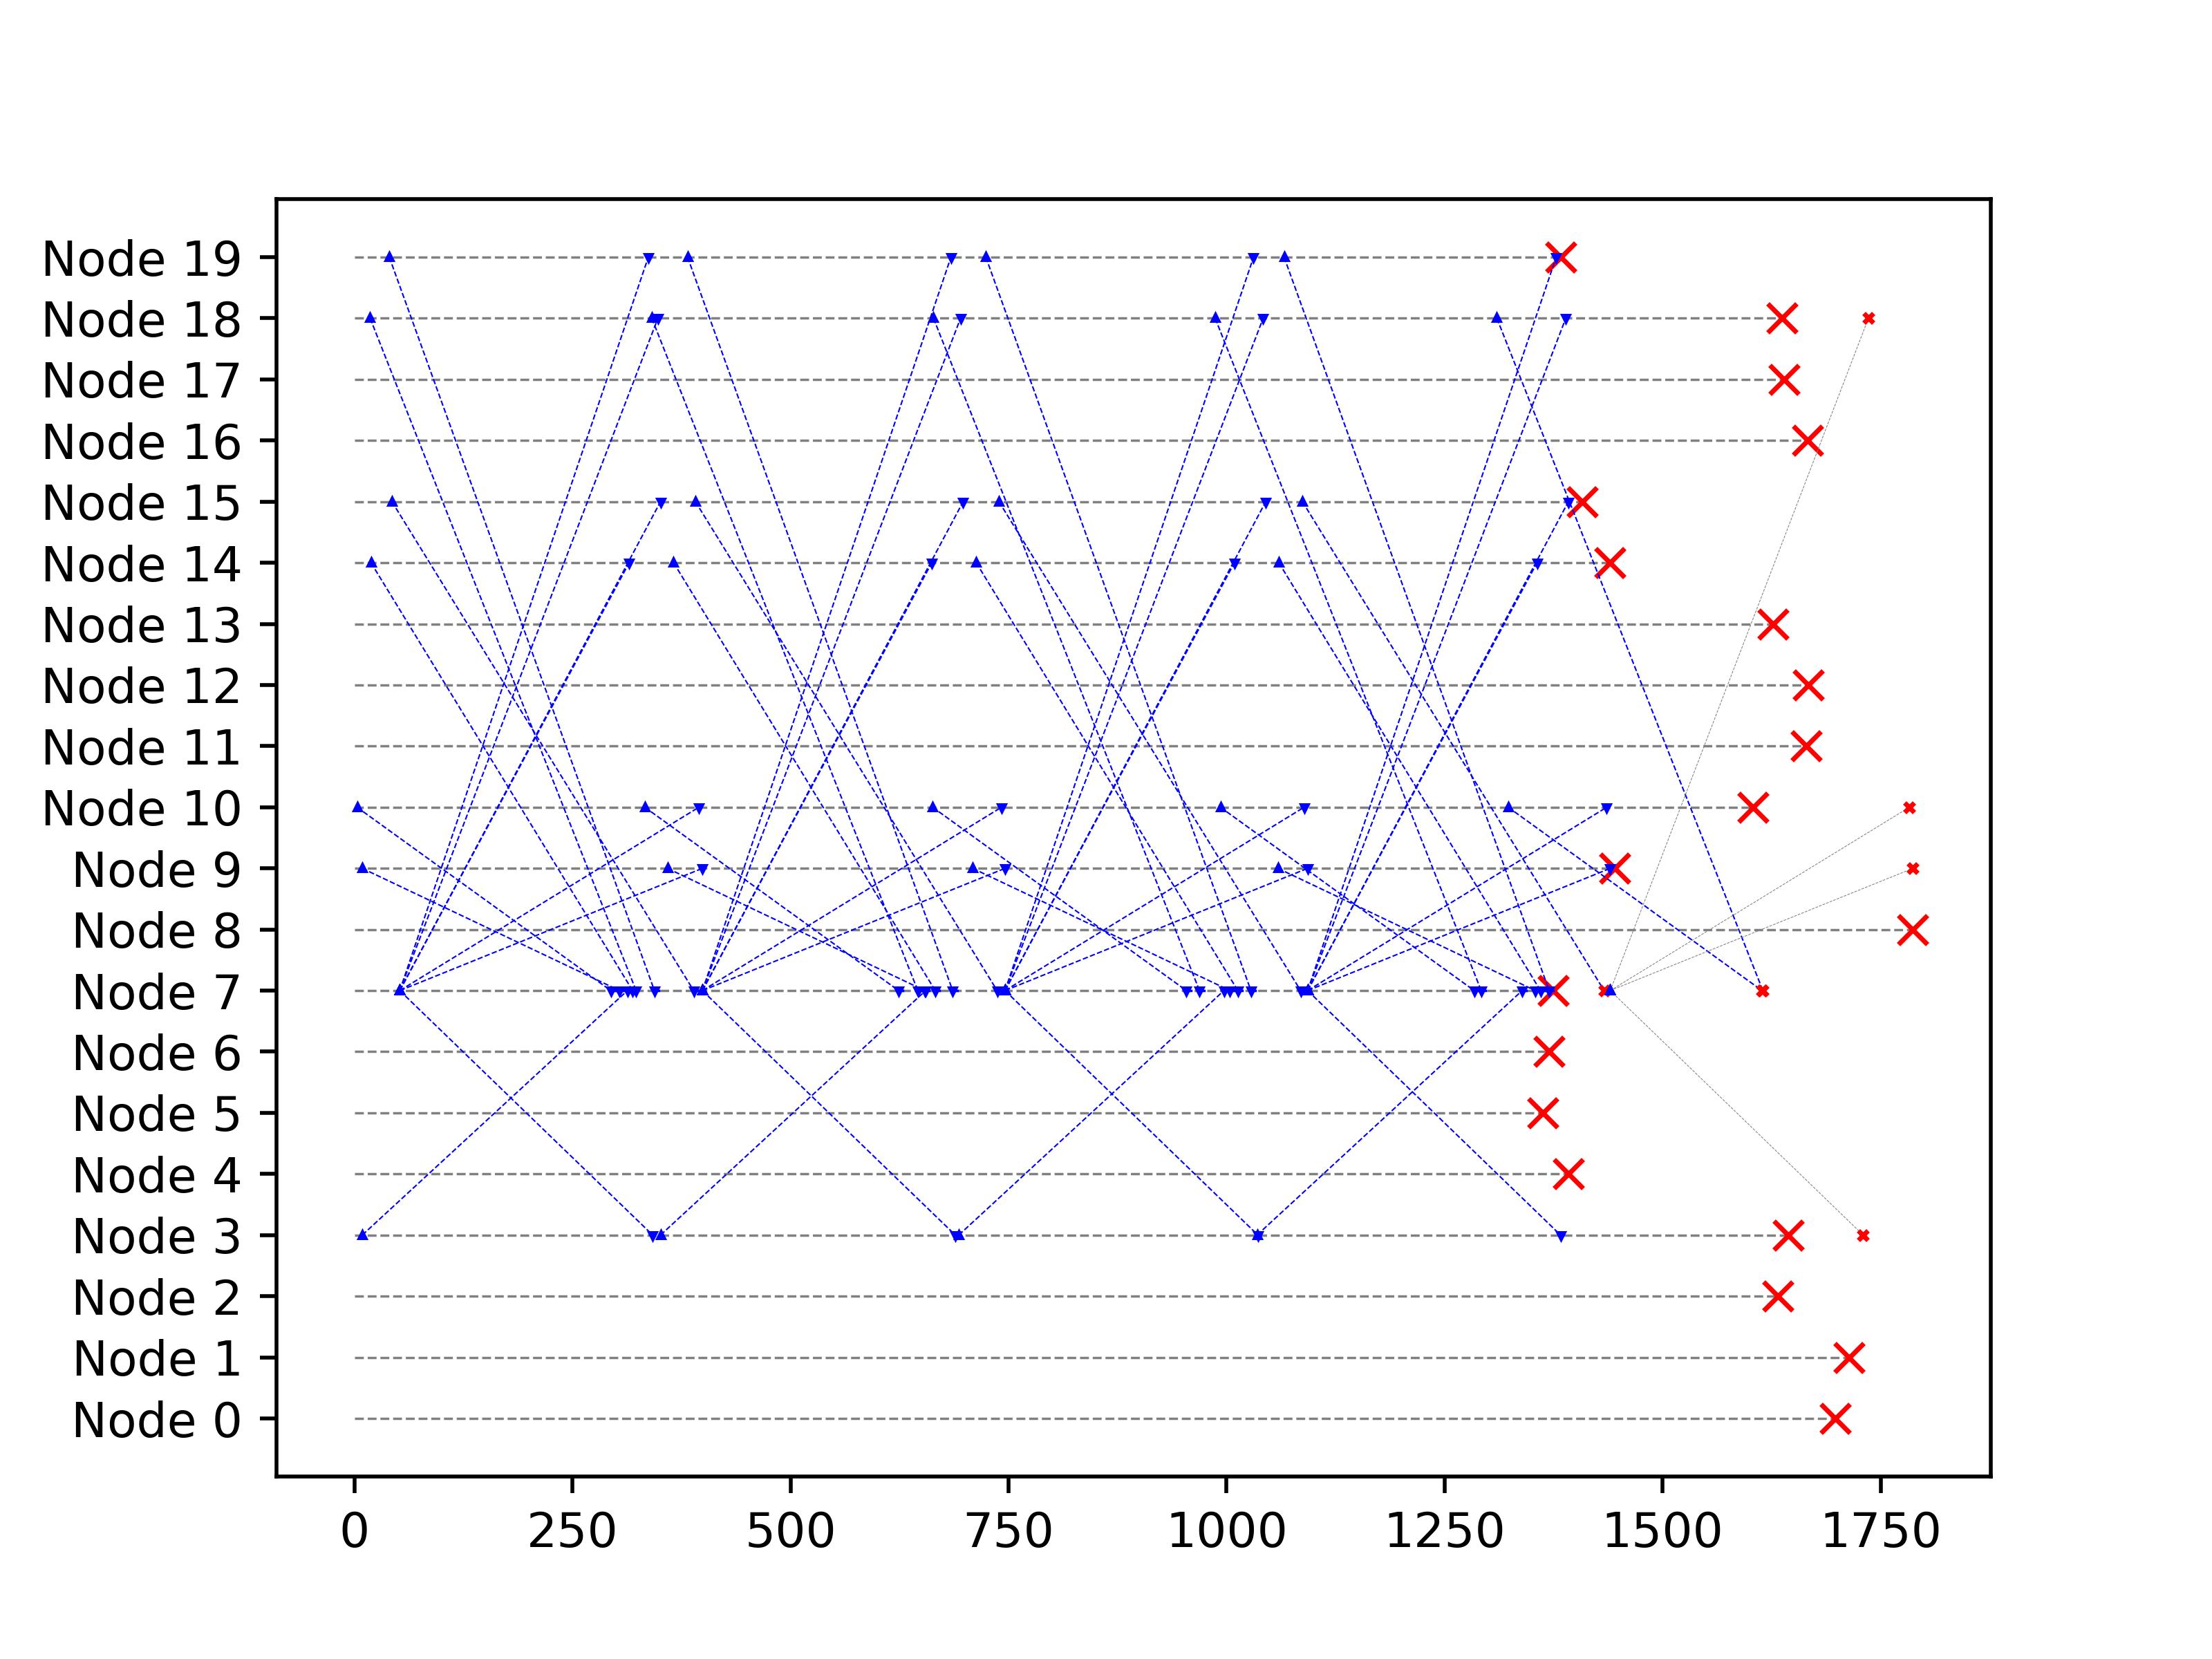 Node 19
Node 18
Node 17
Node 16
Node 15
Node 14
Node 13
Node 12
Node 11
Node 10
Node 9
Node 8
Node 7
Node 6
Node 5
Node 4
Node 3
Node 2
Node 1
Node 0
0 250 500 750 1000 1250 1500 1750